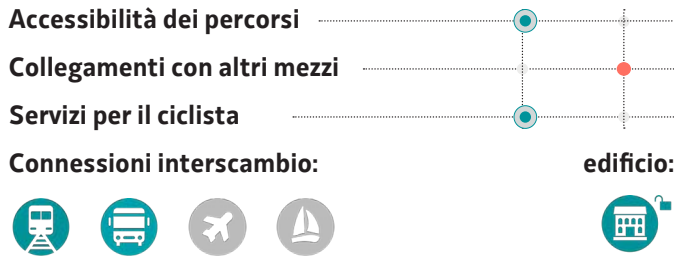 Accessibilità dei percorsi
Collegamenti con altri mezzi
Servizi per il ciclista
Connessioni interscambio: edificio: